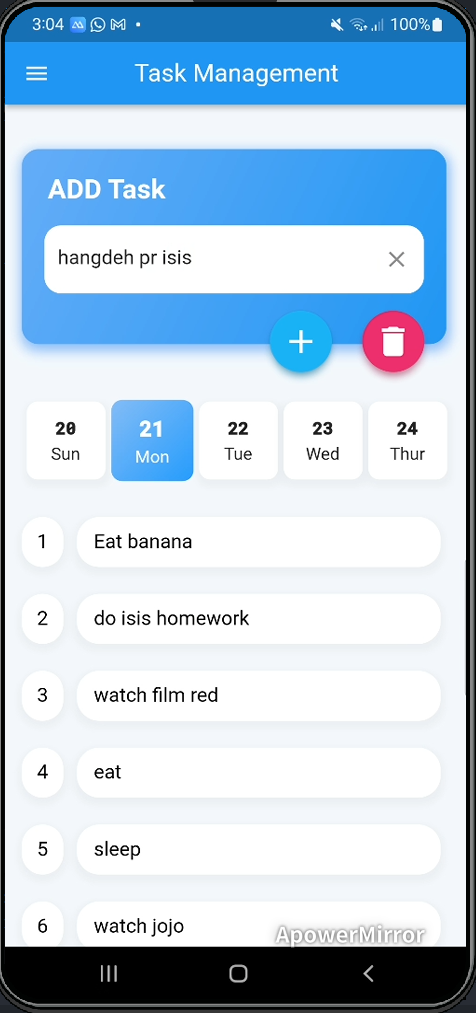 3:04 100%
Task Management
ADD Task
hangdeh pr isis
20 21 22 23 24
Sun Mon Tue Wed Thur
1 Eat banana
2 do isis homework
3 watch film red
4 eat
5 sleep
6 watch jojo
ApowerMirror